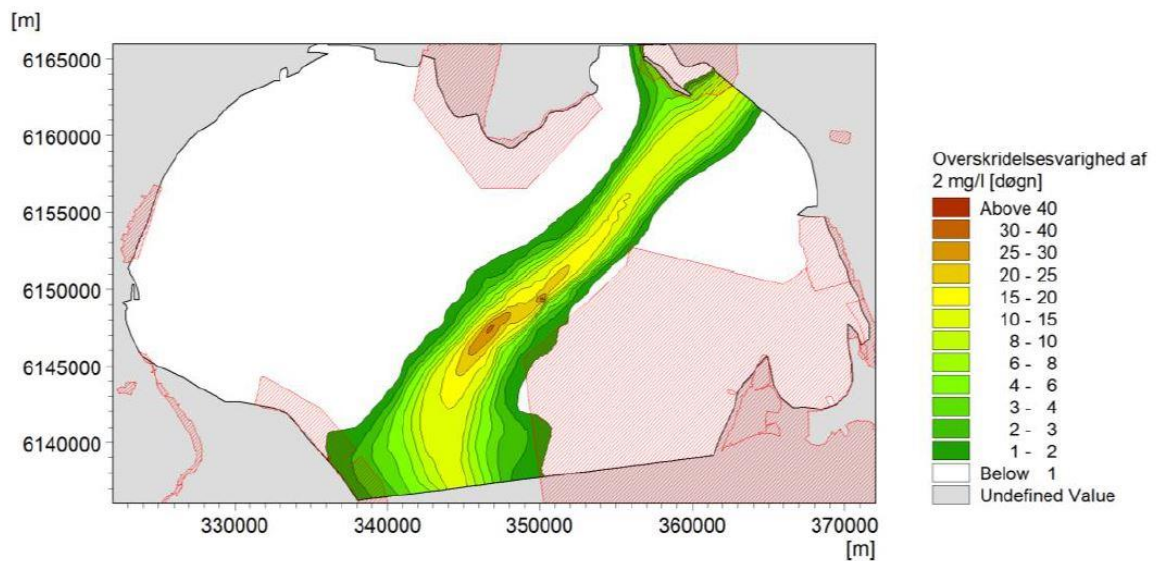 [m]
6165000
6160000
6155000
6150000
6145000
6140000
330000 340000 350000 360000 370000
[m]
Overskridelsesvarighed af
2 mg/l [døgn]
Above 40
30 - 40
25 - 30
20 - 25
15 - 20
10 - 15
8 - 10
6 - 8
4 - 6
3 - 4
2 - 3
1 - 2
Below 1
Undefined Value